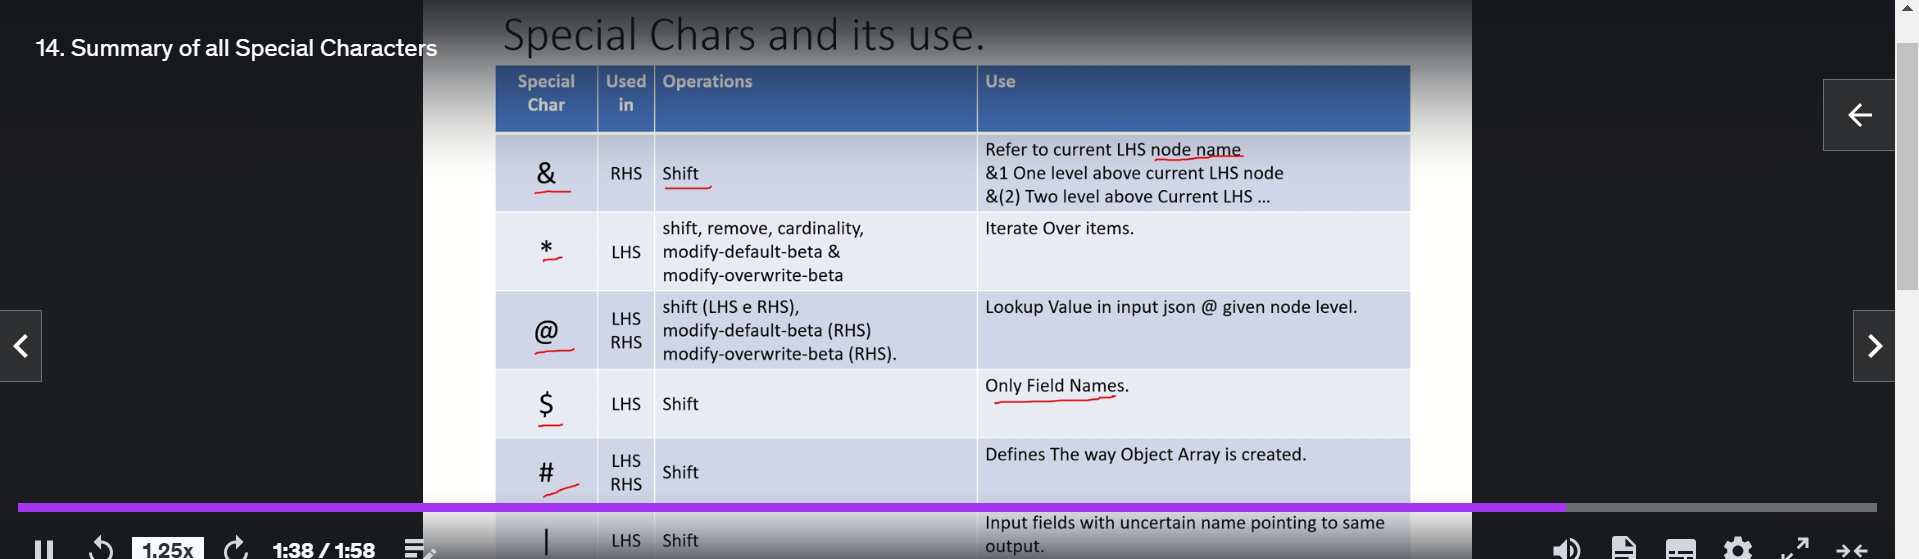 14. Summary of all Special Characters
Special Chars and its use.
Special Char
Used in
Operations
Use
&
RHS
Shift
Refer to current LHS node name
&1 One level above current LHS node
&(2) Two level above Current LHS ...
*
LHS
shift, remove, cardinality,
modify-default-beta &
modify-overwrite-beta
Iterate Over items.
@
LHS
RHS
shift (LHS e RHS),
modify-default-beta (RHS)
modify-overwrite-beta (RHS).
Lookup Value in input json @ given node level.
$
LHS
Shift
Only Field Names.
#
LHS
RHS
Shift
Defines The way Object Array is created.
|
LHS
Shift
Input fields with uncertain name pointing to same
output.
1.25x
1:38 / 1:58